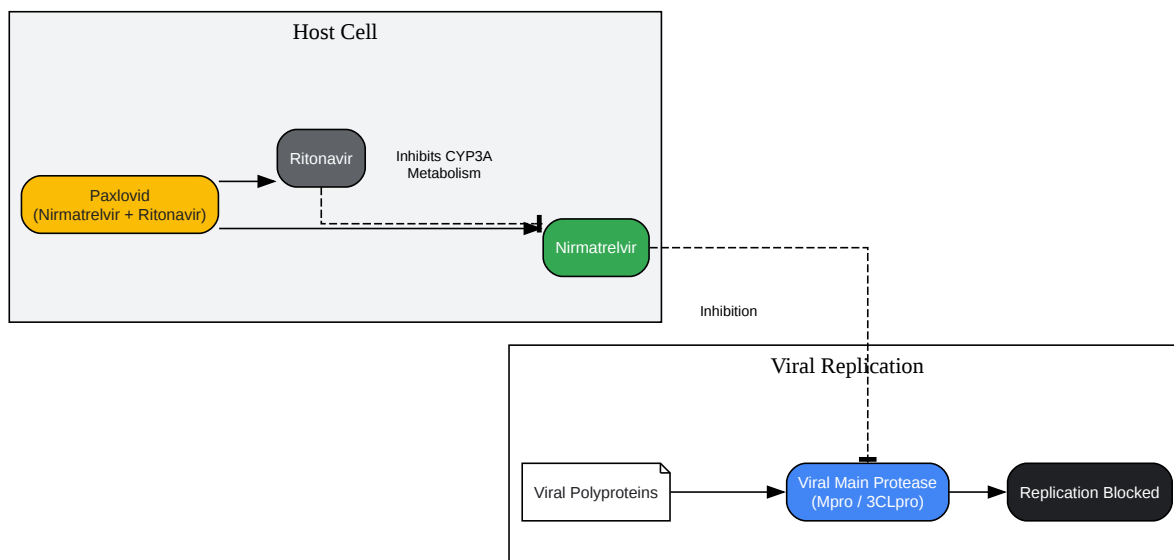 Host Cell
Ritonavir
Inhibits CYP3A
Metabolism
Paxlovid
(Nirmatrelvir + Ritonavir)
Nirmatrelvir
Inhibition
Viral Replication
Viral Polyproteins
Viral Main Protease
(Mpro / 3CLpro)
Replication Blocked